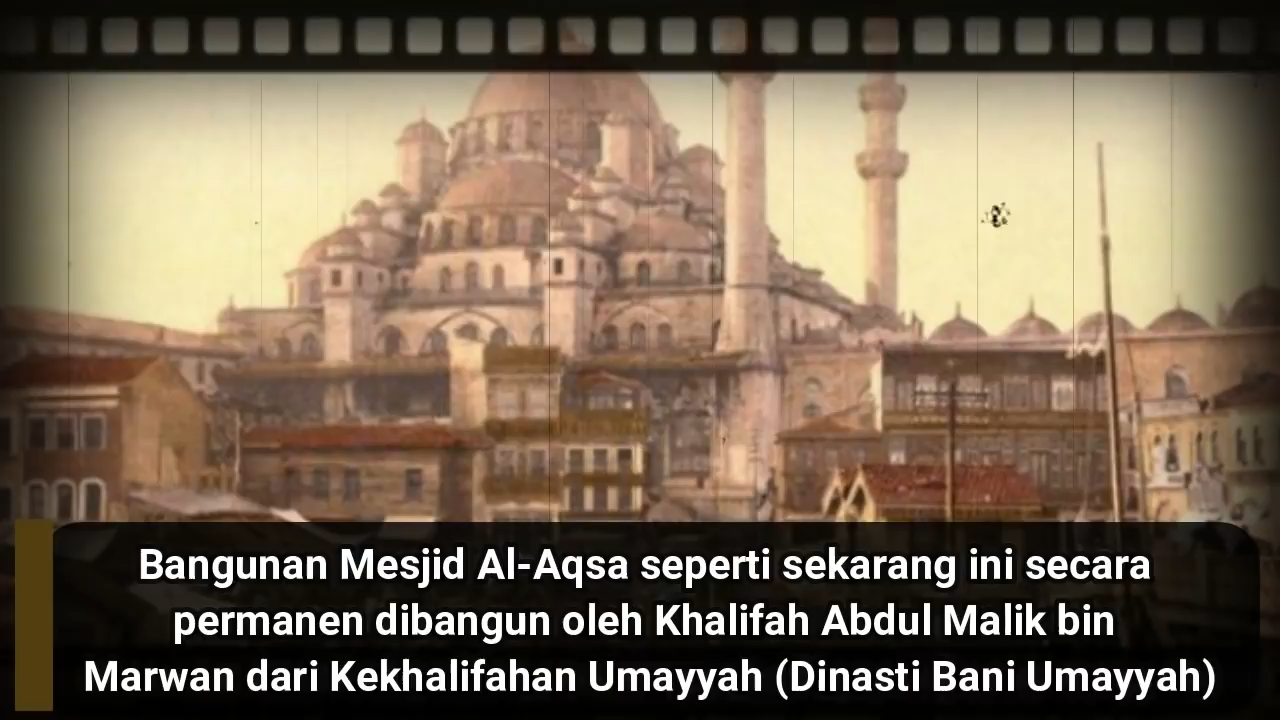 Bangunan Mesjid Al-Aqsa seperti sekarang ini secara
permanen dibangun oleh Khalifah Abdul Malik bin
Marwan dari Kekhalifahan Umayyah (Dinasti Bani Umayyah)